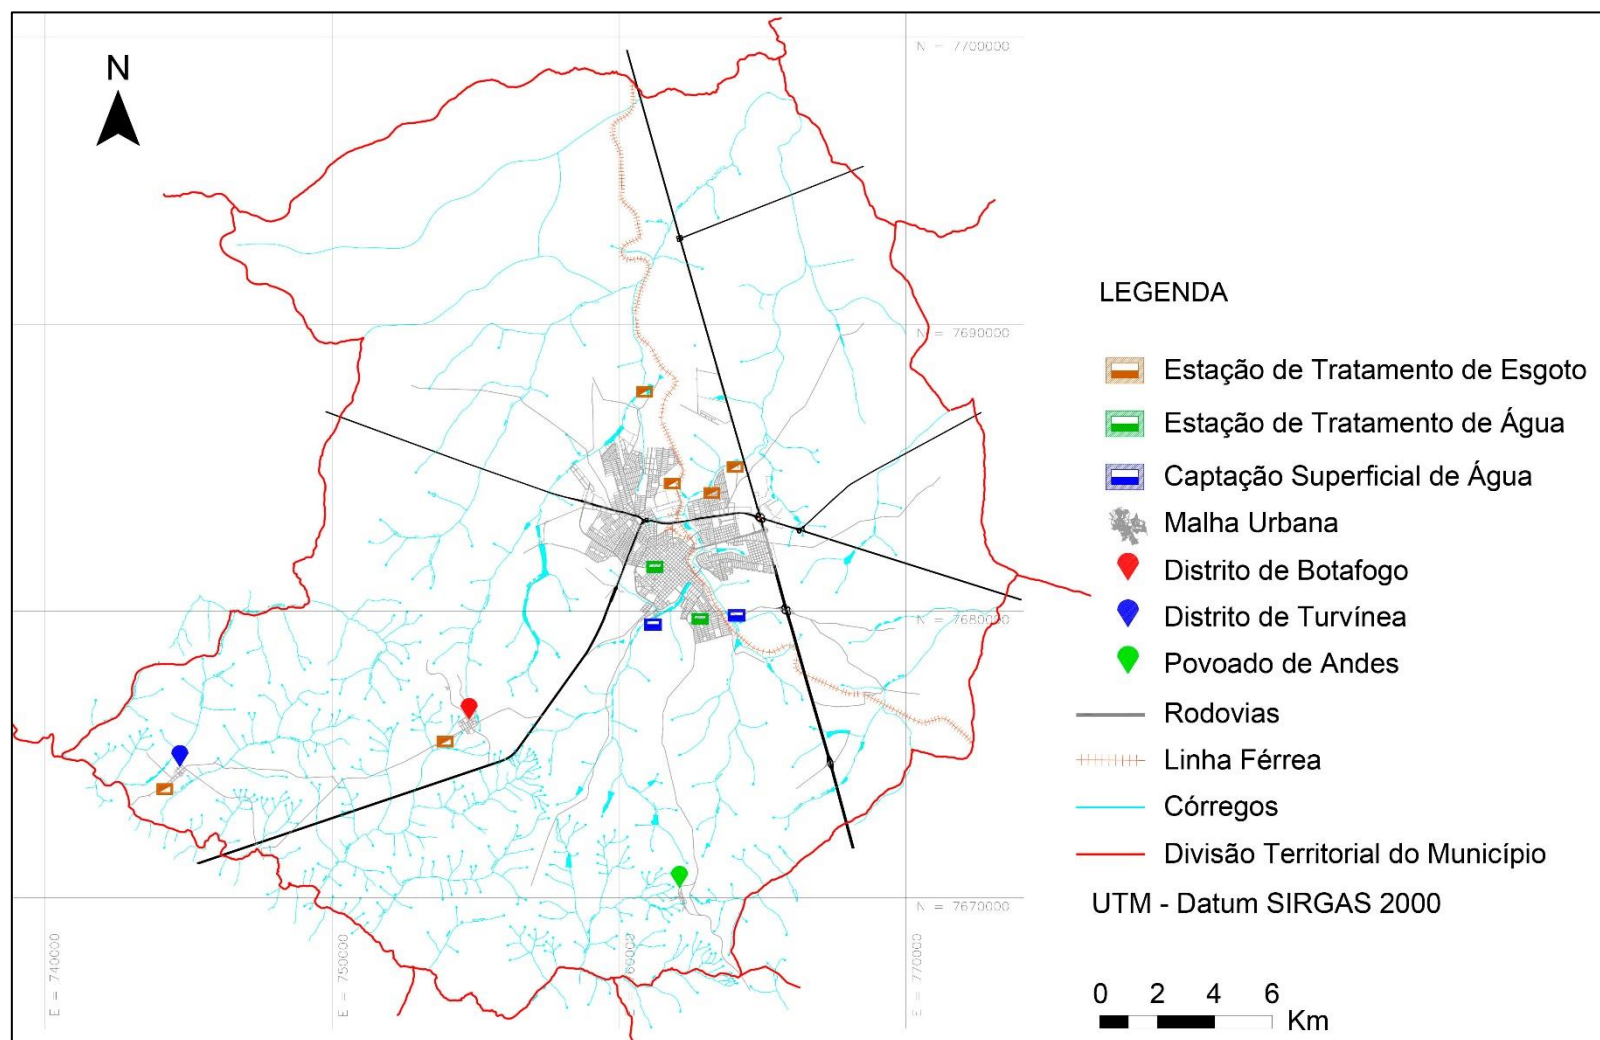 N
N = 7700000
N = 7690000
N = 7680000
N = 7670000
E = 740000
E = 750000
E = 770000
LEGENDA
Estação de Tratamento de Esgoto
Estação de Tratamento de Água
Captação Superficial de Água
Malha Urbana
Distrito de Botafogo
Distrito de Turvínea
Povoado de Andes
Rodovias
Linha Férrea
Córregos
Divisão Territorial do Município
UTM - Datum SIRGAS 2000
0 2 4 6
Km